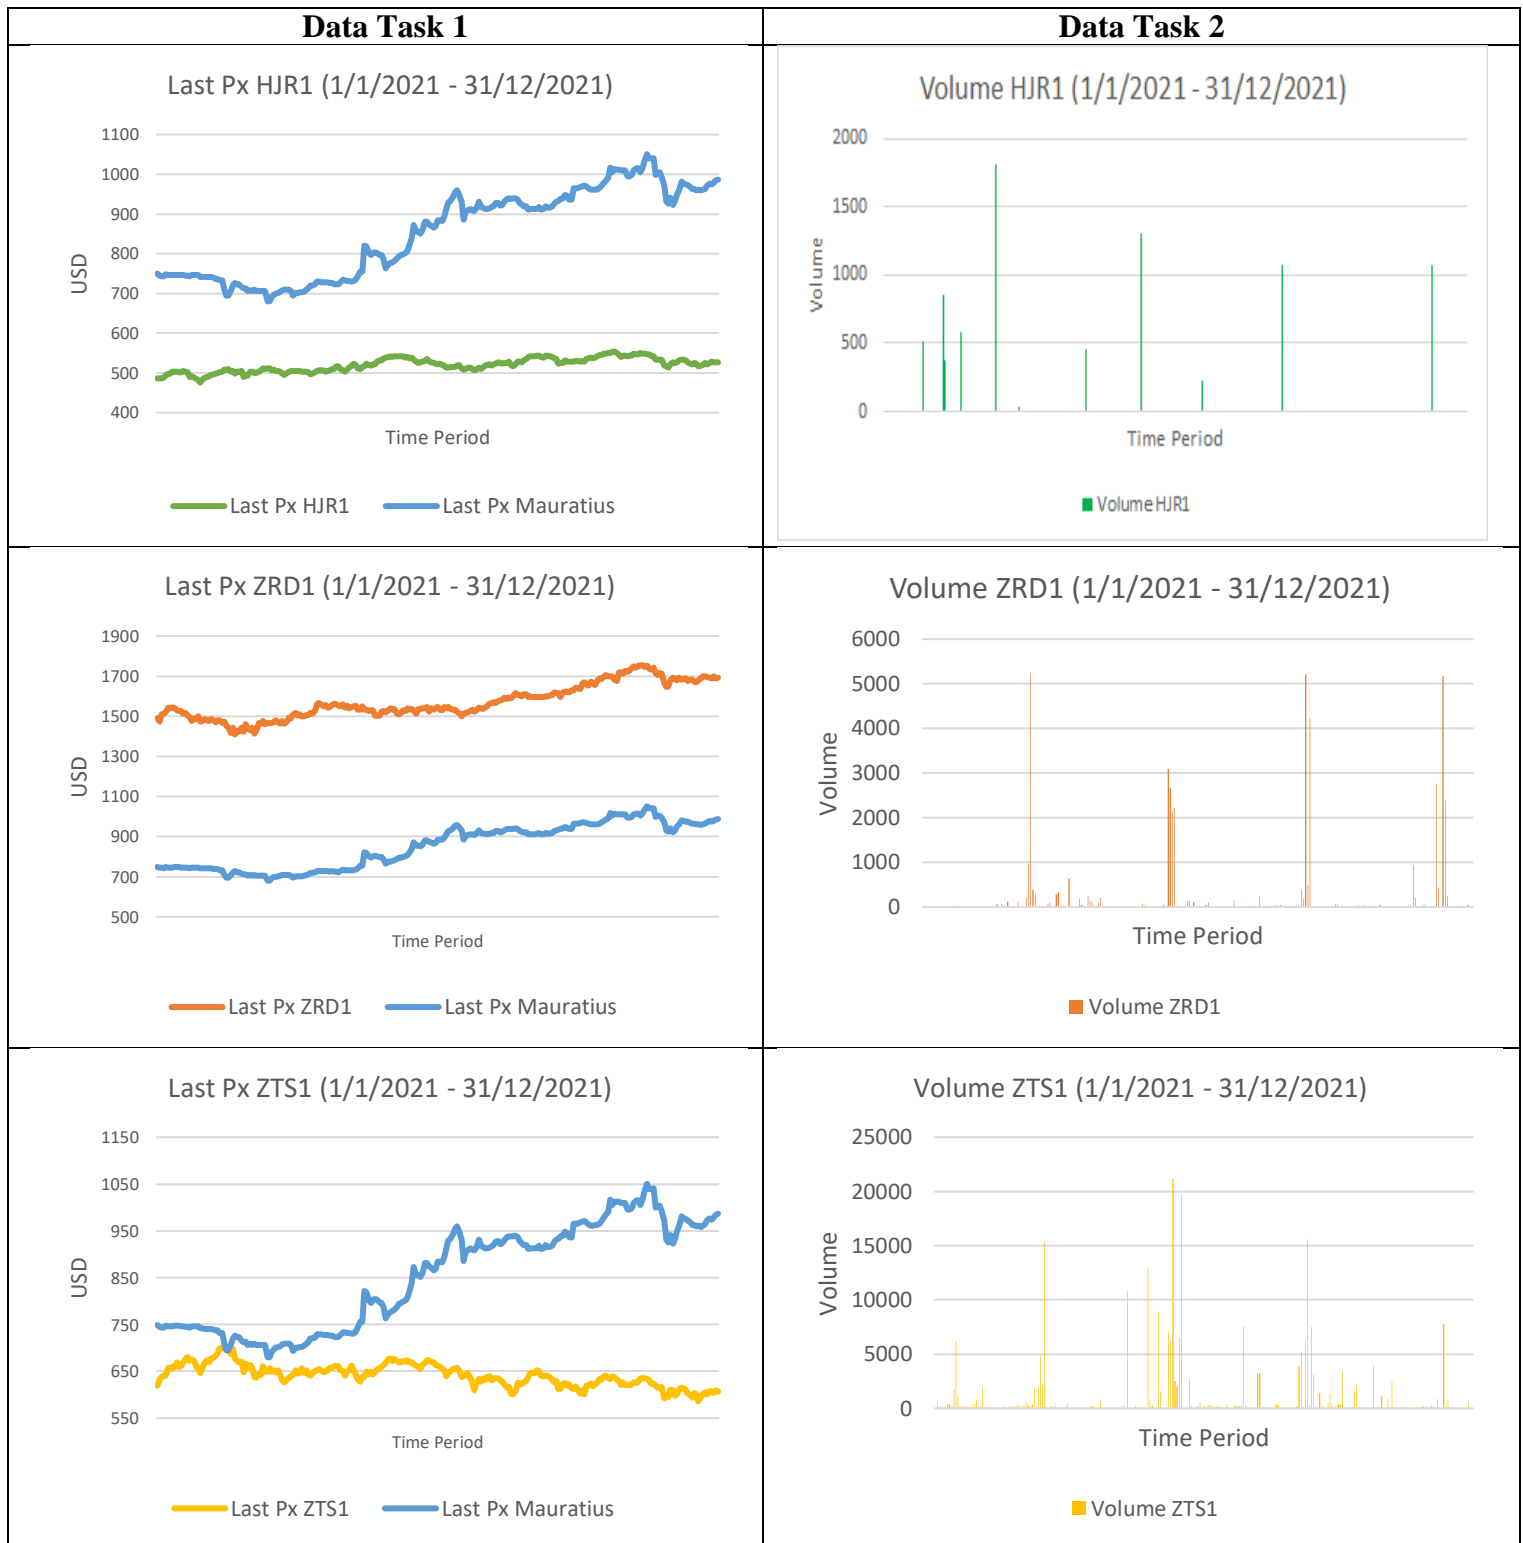 Data Task 1
Data Task 2
Last Px HJR1 (1/1/2021 - 31/12/2021)
1100
1000
900
800
700
600
500
400
USD
Time Period
Last Px HJR1
Last Px Mauratius
Volume HJR1 (1/1/2021 - 31/12/2021)
2000
1500
1000
500
0
Volume
Time Period
Volume HJR1
Last Px ZRD1 (1/1/2021 - 31/12/2021)
1900
1700
1500
1300
1100
900
700
500
USD
Time Period
Last Px ZRD1
Last Px Mauratius
Volume ZRD1 (1/1/2021 - 31/12/2021)
6000
5000
4000
3000
2000
1000
0
Volume
Time Period
Volume ZRD1
Last Px ZTS1 (1/1/2021 - 31/12/2021)
1150
1050
950
850
750
650
550
USD
Time Period
Last Px ZTS1
Last Px Mauratius
Volume ZTS1 (1/1/2021 - 31/12/2021)
25000
20000
15000
10000
5000
0
Volume
Time Period
Volume ZTS1